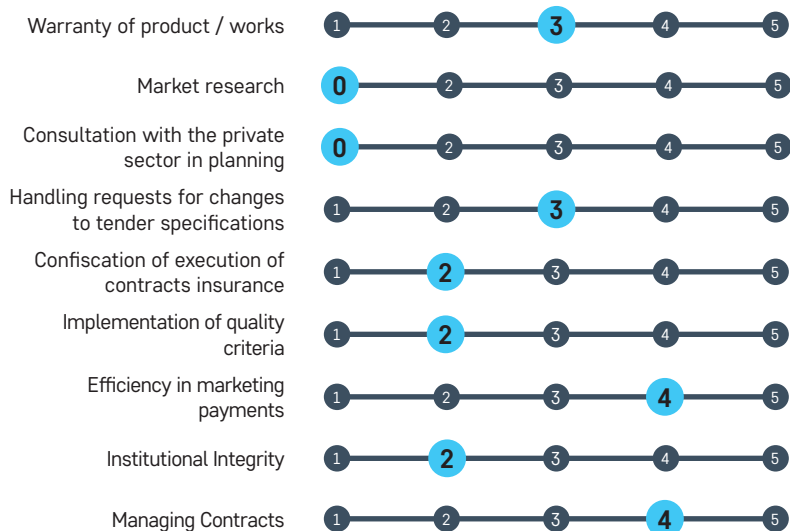 Warranty of product / works
1 2 3 4 5
Market research
0 2 3 4 5
Consultation with the private
sector in planning
0 2 3 4 5
Handling requests for changes
to tender specifications
1 2 3 4 5
Confiscation of execution of
contracts insurance
1 2 3 4 5
Implementation of quality
criteria
1 2 3 4 5
Efficiency in marketing
payments
1 2 3 4 5
Institutional Integrity
1 2 3 4 5
Managing Contracts
1 2 3 4 5